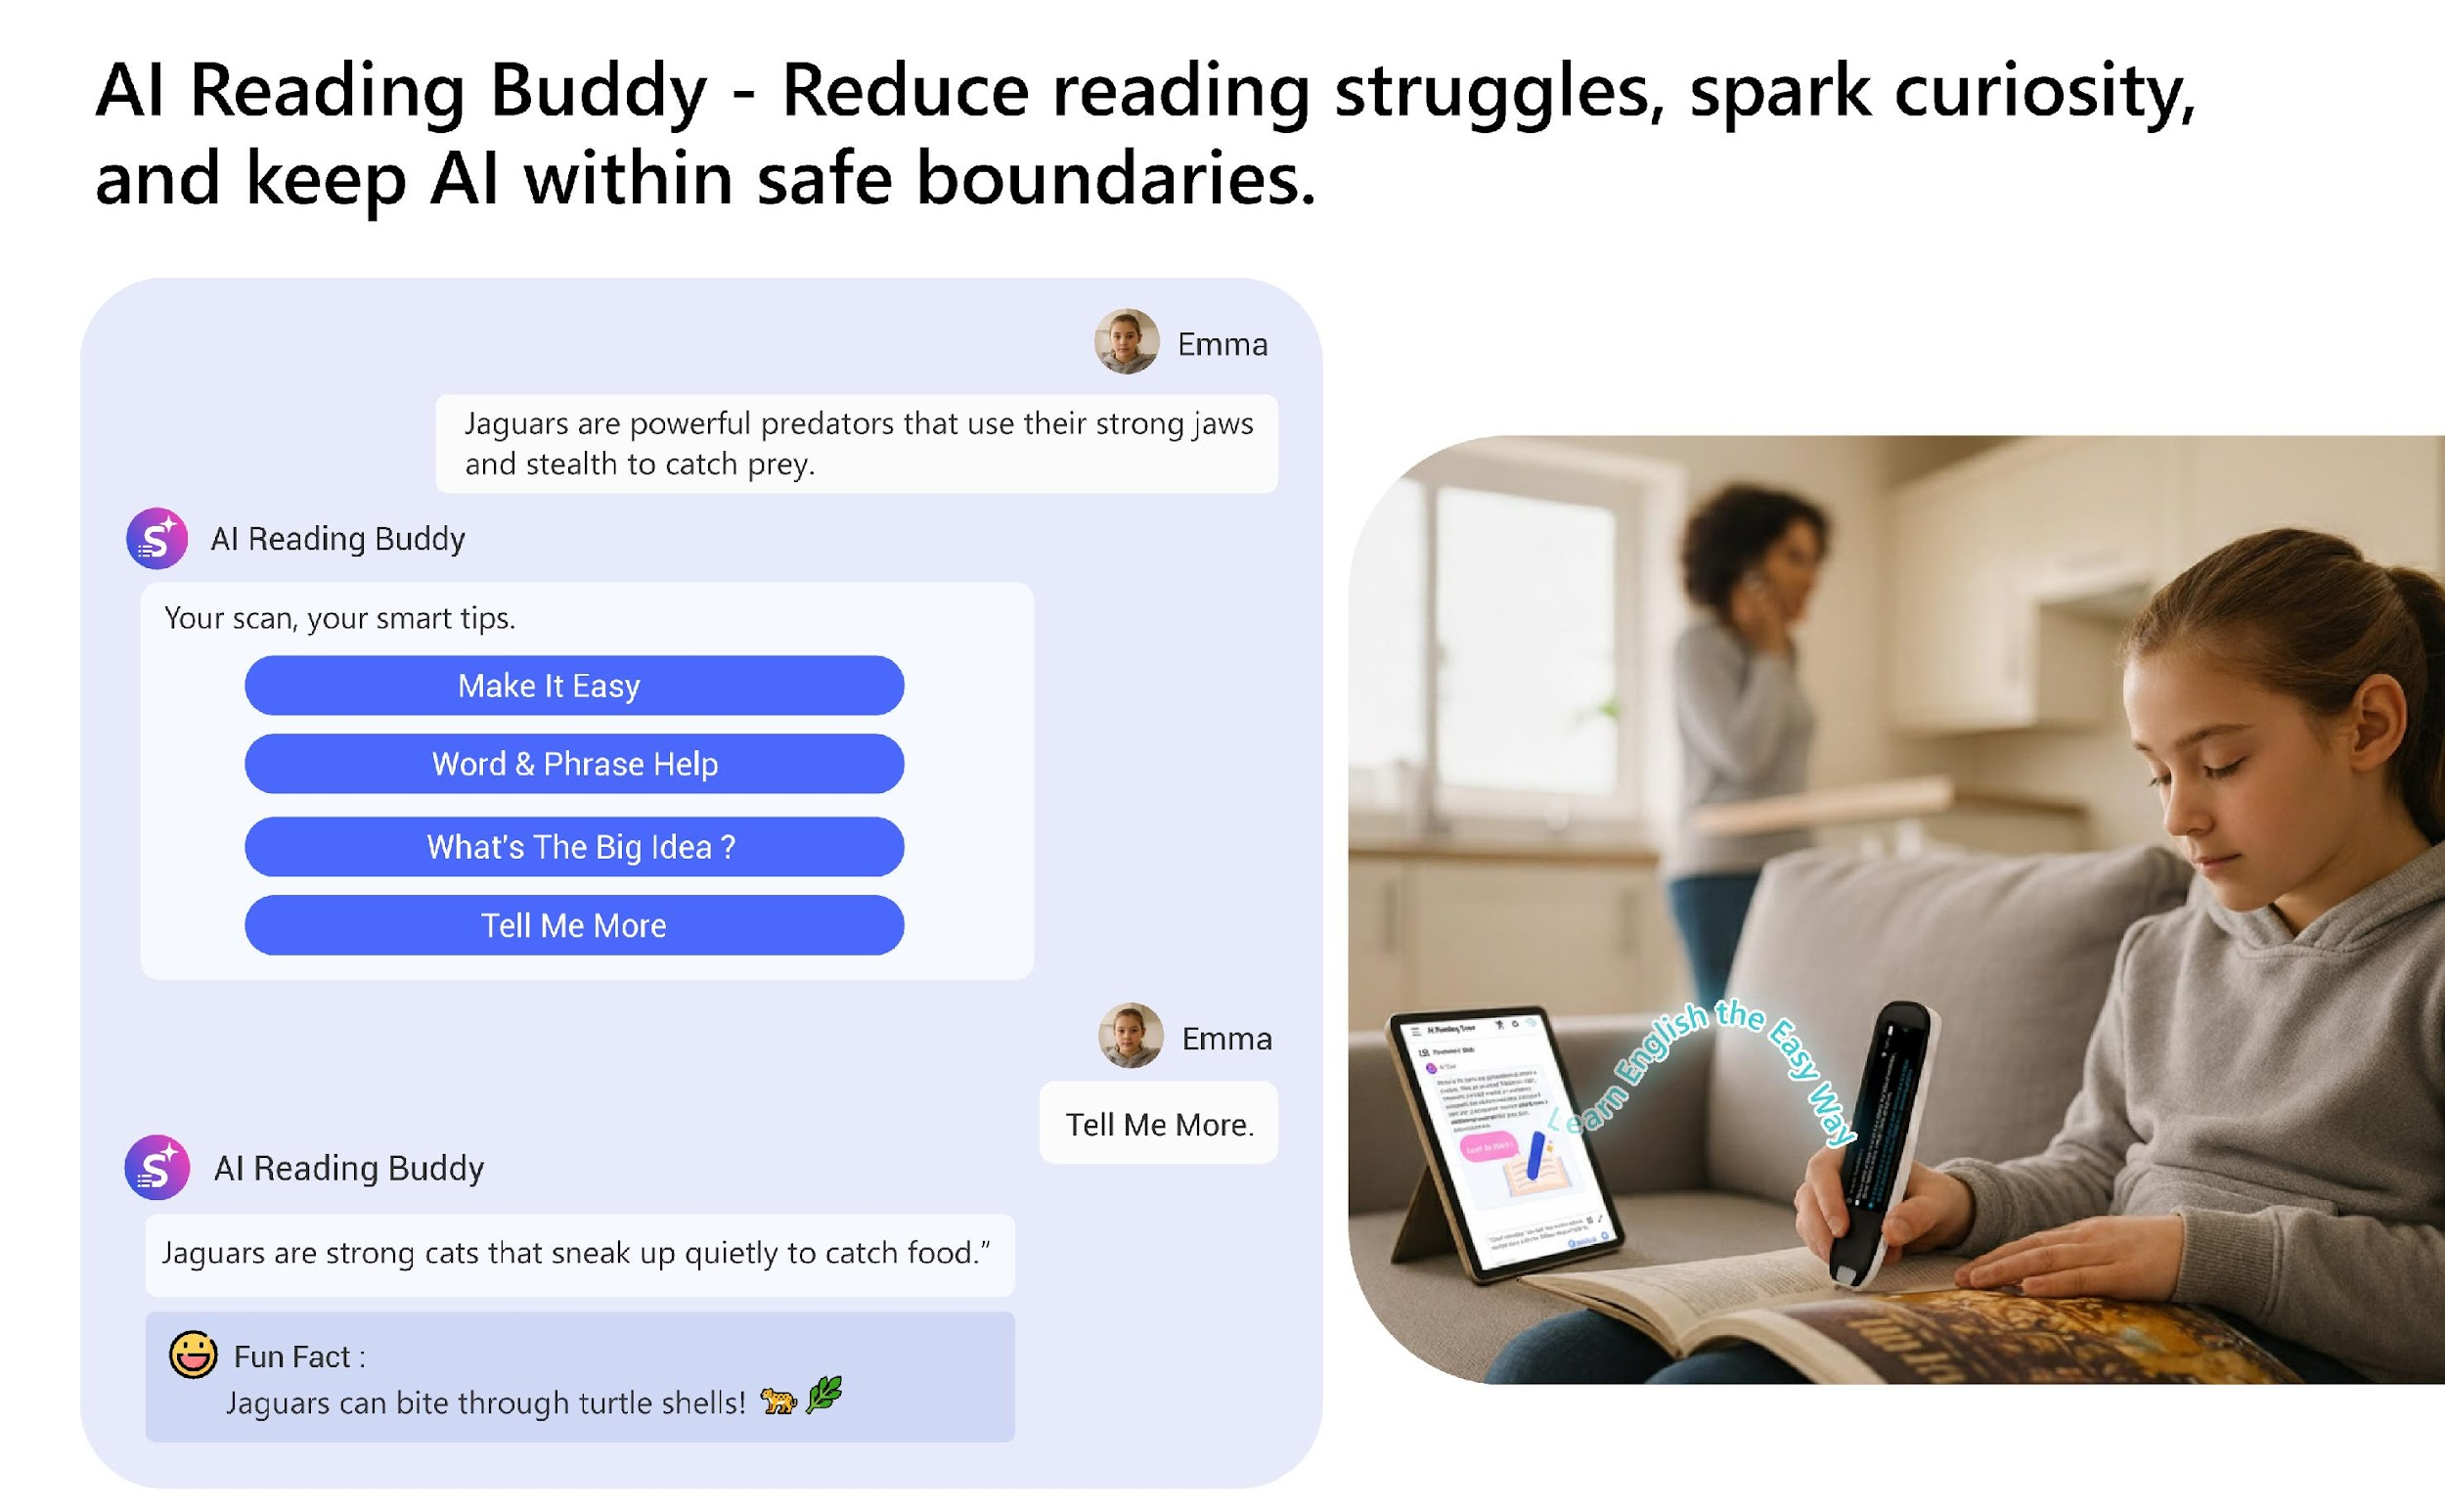 AI Reading Buddy - Reduce reading struggles, spark curiosity,
and keep AI within safe boundaries.
Emma
Jaguars are powerful predators that use their strong jaws
and stealth to catch prey.
AI Reading Buddy
Your scan, your smart tips.
Make It Easy
Word & Phrase Help
What's The Big Idea ?
Tell Me More
Emma
Tell Me More.
AI Reading Buddy
Jaguars are strong cats that sneak up quietly to catch food.”
Fun Fact :
Jaguars can bite through turtle shells!
Learn English the Easy Way